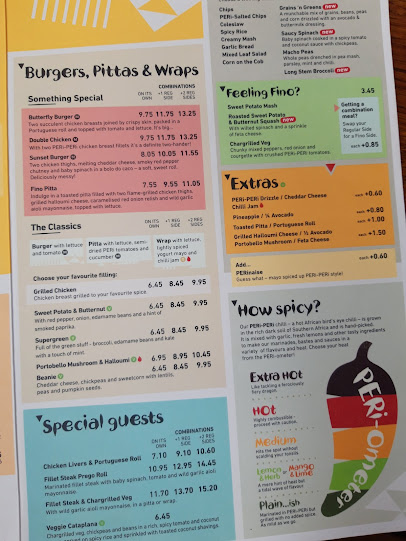 Burgers, Pittas & Wraps
Something Special
COMBINATIONS
ON IT'S OWN +1 REG SIDE +2 REG SIDES
Butterfly Burger 9.75 11.75 13.25
Two succulent chicken breasts joined by crispy skin, packed in a
Portuguese roll and topped with tomato and lettuce. It's big...
Double Chicken 9.75 11.75 13.25
With two PERi-PERi chicken breast fillets it's a definite two-hander!
Sunset Burger 8.05 10.05 11.55
Two chicken thighs, melting cheddar cheese, smoky red pepper
chutney and baby spinach in a bolo do caco – a soft, sweet roll.
Deliciously messy!
Fino Pitta 7.55 9.55 11.05
Indulge in a toasted pitta filled with two flame-grilled chicken thighs,
grilled halloumi cheese, caramelised red onion relish and wild garlic
aioli mayonnaise, topped with lettuce.
The Classics
COMBINATIONS
ON IT'S OWN +1 REG SIDE +2 REG SIDES
Burger with lettuce
and tomato
Pitta with lettuce, semi-
dried PERi tomatoes
and cucumber
Wrap with lettuce,
lightly spiced
yogurt mayo and
chilli jam
Choose your favourite filling:
Grilled Chicken 6.45 8.45 9.95
Chicken breast grilled to your favourite spice.
Sweet Potato & Butternut 6.45 8.45 9.95
With red pepper, onion, edamame beans and a hint of
smoked paprika.
Supergreen 6.45 8.45 9.95
Full of the green stuff - broccoli, edamame beans and kale
with a touch of mint.
Portobello Mushroom & Halloumi 6.95 8.95 10.45
Beanie 6.45 8.45 9.95
Cheddar cheese, chickpeas and sweetcorn with lentils,
peas and pumpkin seeds.
Special guests
COMBINATIONS
ON IT'S OWN +1 REG SIDE +2 REG SIDES
Chicken Livers & Portuguese Roll 7.10 9.10 10.60
Fillet Steak Prego Roll 10.95 12.95 14.45
Marinated fillet steak with baby spinach, tomato and wild garlic aioli
mayonnaise.
Fillet Steak & Chargrilled Veg 11.70 13.70 15.20
With wild garlic aioli mayonnaise, in a pitta or wrap.
Veggie Cataplana 6.45
Chargrilled veg, chickpeas and beans in a rich, spicy tomato and coconut
on spicy rice and sprinkled with toasted coconut shavings.
Chips
PERi-Salted Chips
Coleslaw
Spicy Rice
Creamy Mash
Garlic Bread
Mixed Leaf Salad
Corn on the Cob
Grains 'n Greens new
A munchable mix of grains, beans, peas
and corn drizzled with an avocado &
buttermilk dressing.
Saucy Spinach new
Baby spinach cooked in a spicy tomato
and coconut sauce with chickpeas.
Macho Peas
Whole peas drenched in pea mash,
parsley, mint and chilli.
Long Stem Broccoli new
Feeling Fino? 3.45
Sweet Potato Mash
Roasted Sweet Potato
& Butternut Squash new
With wilted spinach and a sprinkle
of feta cheese.
Chargrilled Veg
Chunky mixed peppers, red onion and
courgette with crushed PERi-PERi tomatoes.
Getting a
combination
meal?
Swap your
Regular Side
for a Fino Side.
each +0.85
Extras
PERi-PERi Drizzle / Cheddar Cheese
Chilli Jam each +0.60
Pineapple / ½ Avocado each +0.80
Toasted Pitta / Portuguese Roll each +1.00
Grilled Halloumi Cheese / ½ Avocado
Portobello Mushroom / Feta Cheese each +1.50
Add...
PERinaise each +0.60
Guess what - mayo spiced up PERi-PERi style!
How spicy?
Our PERi-PERi chilli – a hot African bird's eye chilli – is grown
in the rich dark soil of Southern Africa and is hand-picked.
It is mixed with garlic, fresh lemons and other tasty ingredients
to make our marinades, bastes and sauces in a
variety of flavours and heat. Choose your heat
from the PERi-ometer!
Extra Hot
Like tackling a ferociously
fiery dragon.
Hot
Highly combustible -
proceed with caution.
Medium
Hits the spot without
scalding your tonsils.
Lemon & Herb
Mango & Lime
A mere hint of heat but
a tidal wave of flavour.
Plain...ish
Marinated in PERi-PERi but
grilled with no added spice.
As mild as we go.
PERi-ometer